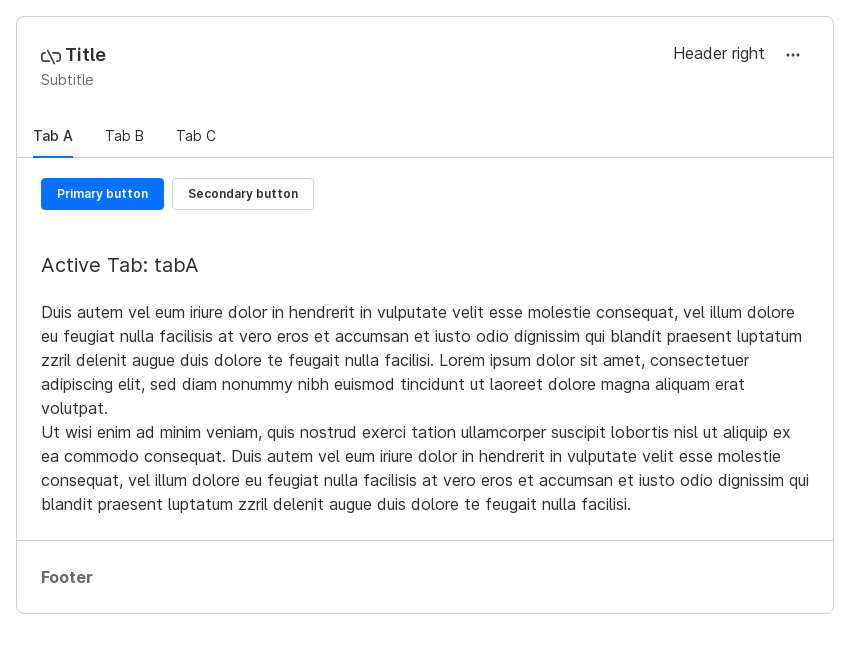 Title
Header right
Subtitle
Tab A Tab B Tab C
Primary button Secondary button
Active Tab: tabA
Duis autem vel eum iriure dolor in hendrerit in vulputate velit esse molestie consequat, vel illum dolore
eu feugiat nulla facilisis at vero eros et accumsan et iusto odio dignissim qui blandit praesent luptatum
zzril delenit augue duis dolore te feugait nulla facilisi. Lorem ipsum dolor sit amet, consectetuer
adipiscing elit, sed diam nonummy nibh euismod tincidunt ut laoreet dolore magna aliquam erat
volutpat.
Ut wisi enim ad minim veniam, quis nostrud exerci tation ullamcorper suscipit lobortis nisl ut aliquip ex
ea commodo consequat. Duis autem vel eum iriure dolor in hendrerit in vulputate velit esse molestie
consequat, vel illum dolore eu feugiat nulla facilisis at vero eros et accumsan et iusto odio dignissim qui
blandit praesent luptatum zzril delenit augue duis dolore te feugait nulla facilisi.
Footer